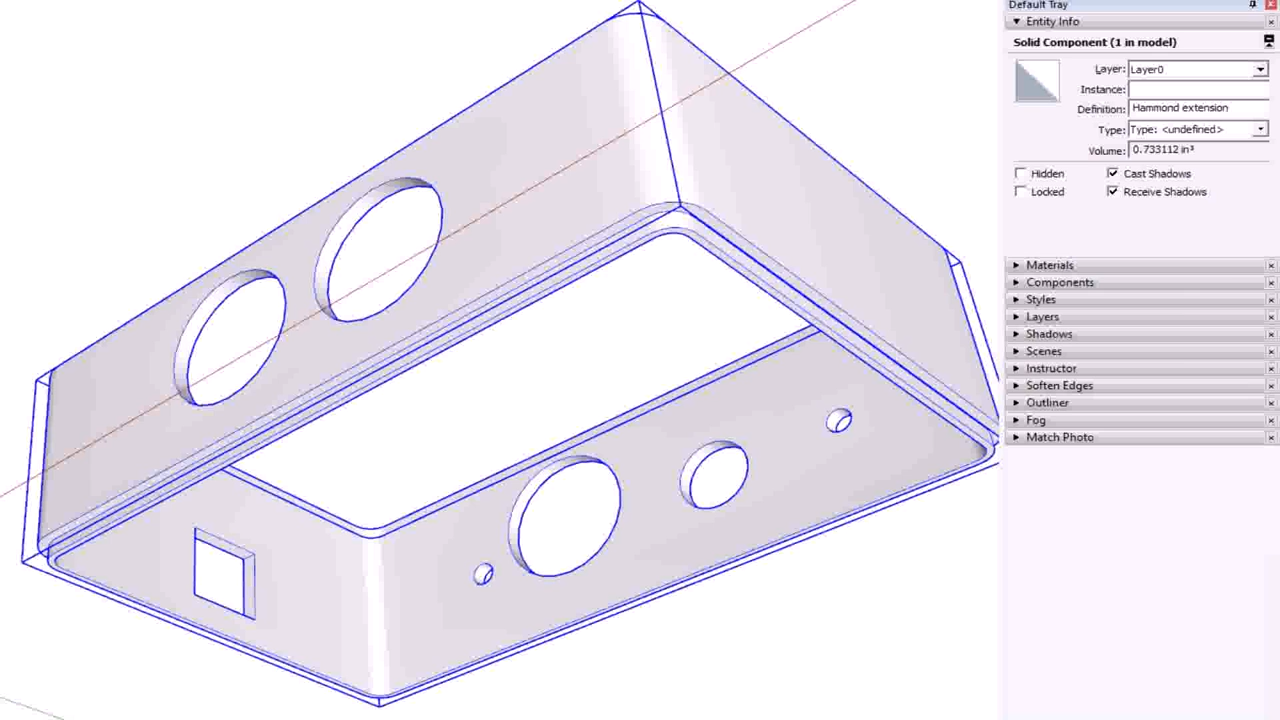 Default Tray
Entity Info
Solid Component (1 in model)
Layer: Layer0
Instance:
Definition: Hammond extension
Type: Type: <undefined>
Volume: 0.733112 in³
Hidden Cast Shadows
Locked Receive Shadows
Materials
Components
Styles
Layers
Shadows
Scenes
Instructor
Soften Edges
Outliner
Fog
Match Photo